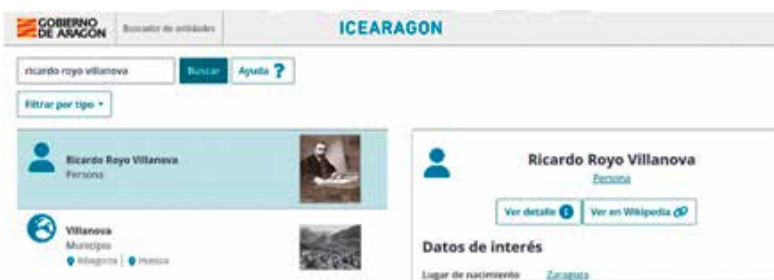 GOBIERNO
DE ARAGON
Buscador de entidades
ICEARAGON
ricardo royo villanova
Buscar
Ayuda ?
Filtrar por tipo
Ricardo Royo Villanova
Persona
Villanova
Municipio
Ribagorza
Huesca
Ricardo Royo Villanova
Persona
Ver detalle
Ver en Wikipedia
Datos de interés
Lugar de nacimiento Zaragoza